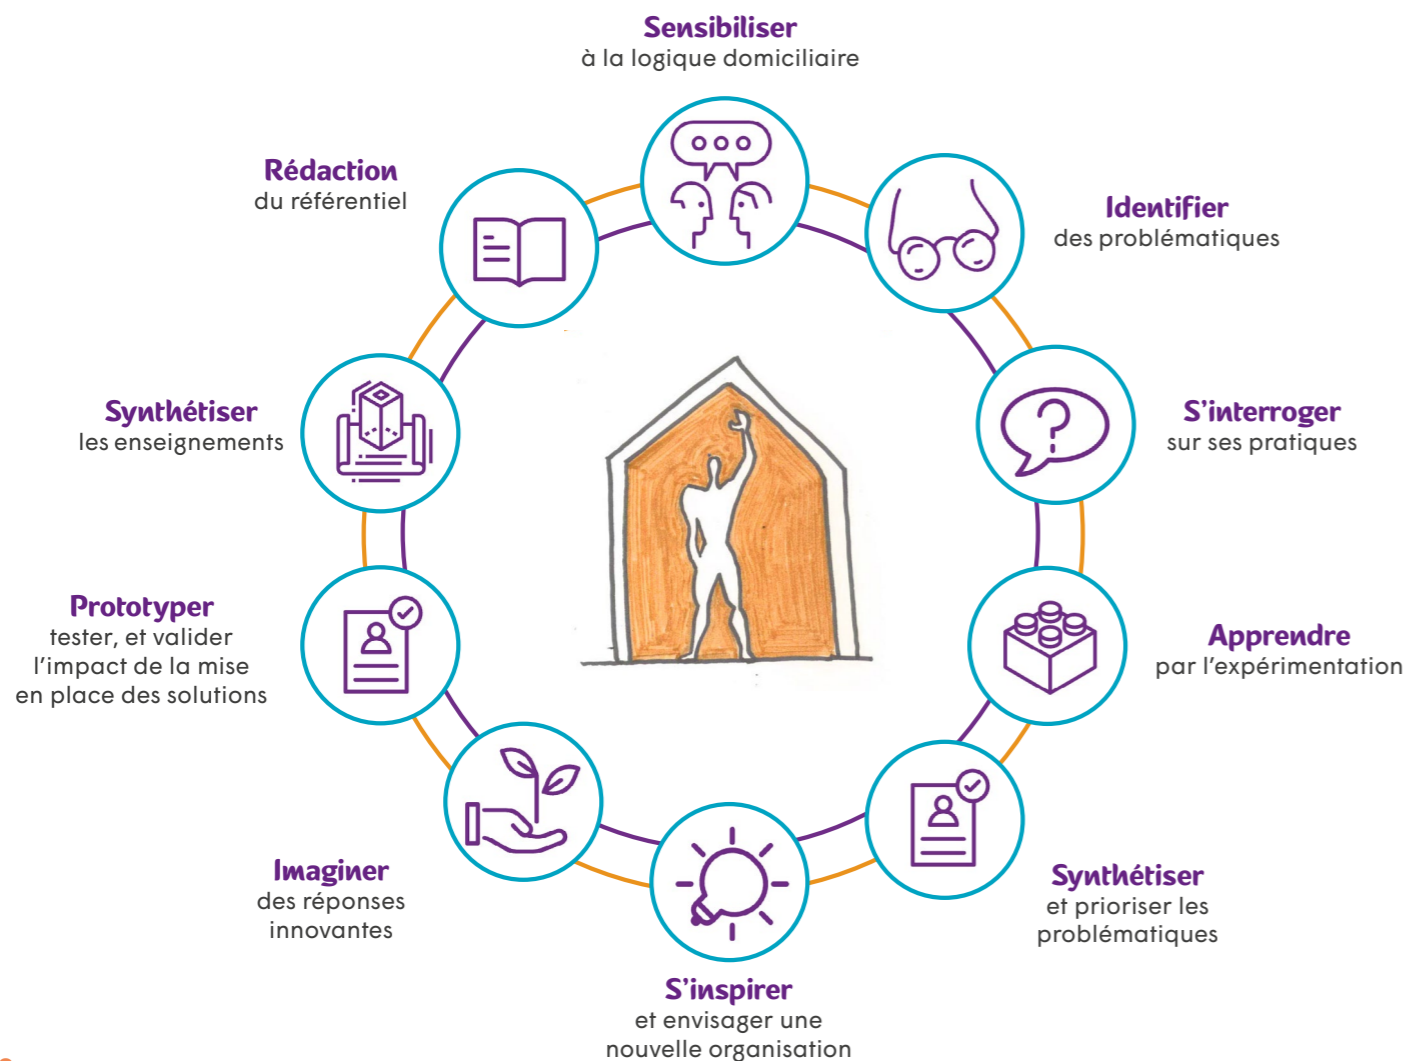 Sensibiliser
à la logique domiciliaire
Identifier
des problématiques
S'interroger
sur ses pratiques
Apprendre
par l'expérimentation
Synthétiser
et prioriser les
problématiques
S'inspirer
et envisager une
nouvelle organisation
Imaginer
des réponses
innovantes
Prototyper
tester, et valider
l'impact de la mise
en place des solutions
Synthétiser
les enseignements
Rédaction
du référentiel